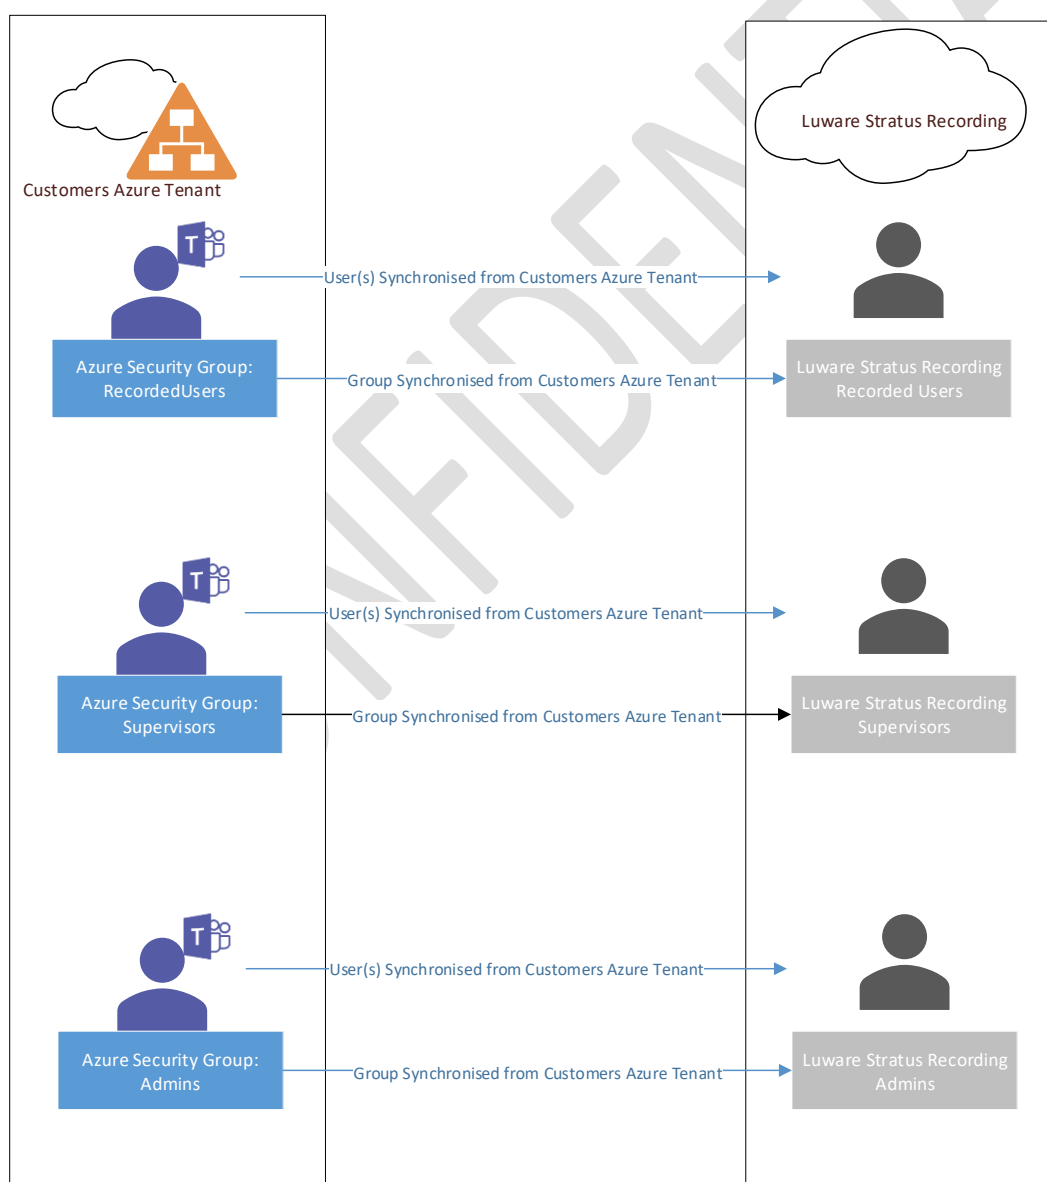 CONFIDENTIAL
Luware Stratus Recording
Customers Azure Tenant
T
User(s) Synchronised from Customers Azure Tenant
Azure Security Group:
RecordedUsers
Group Synchronised from Customers Azure Tenant
Luware Stratus Recording
Recorded Users
T
User(s) Synchronised from Customers Azure Tenant
Azure Security Group:
Supervisors
Group Synchronised from Customers Azure Tenant
Luware Stratus Recording
Supervisors
T
User(s) Synchronised from Customers Azure Tenant
Azure Security Group:
Admins
Group Synchronised from Customers Azure Tenant
Luware Stratus Recording
Admins